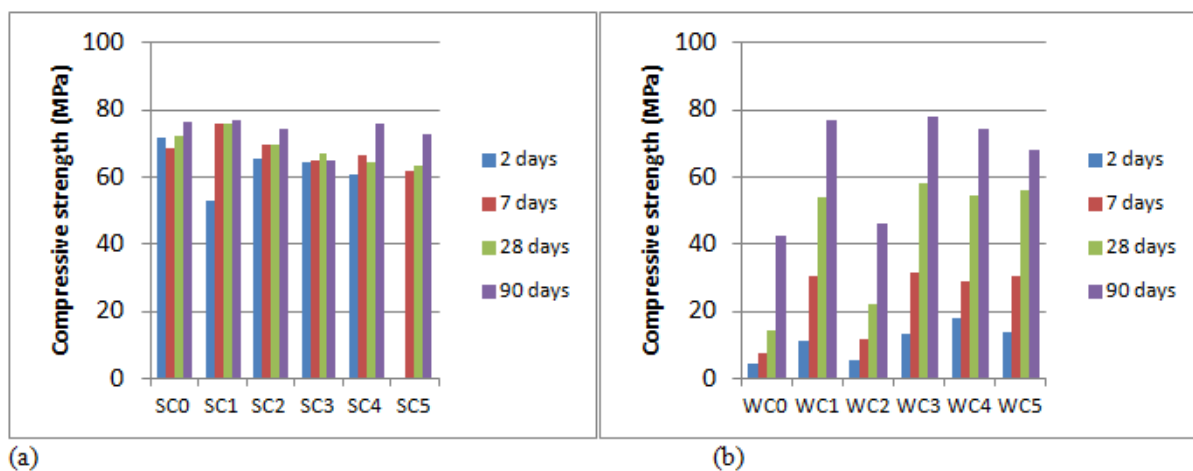 Compressive strength (MPa)
100
80
60
40
20
0
SC0 SC1 SC2 SC3 SC4 SC5
2 days
7 days
28 days
90 days
(a)
Compressive strength (MPa)
100
80
60
40
20
0
WC0 WC1 WC2 WC3 WC4 WC5
2 days
7 days
28 days
90 days
(b)